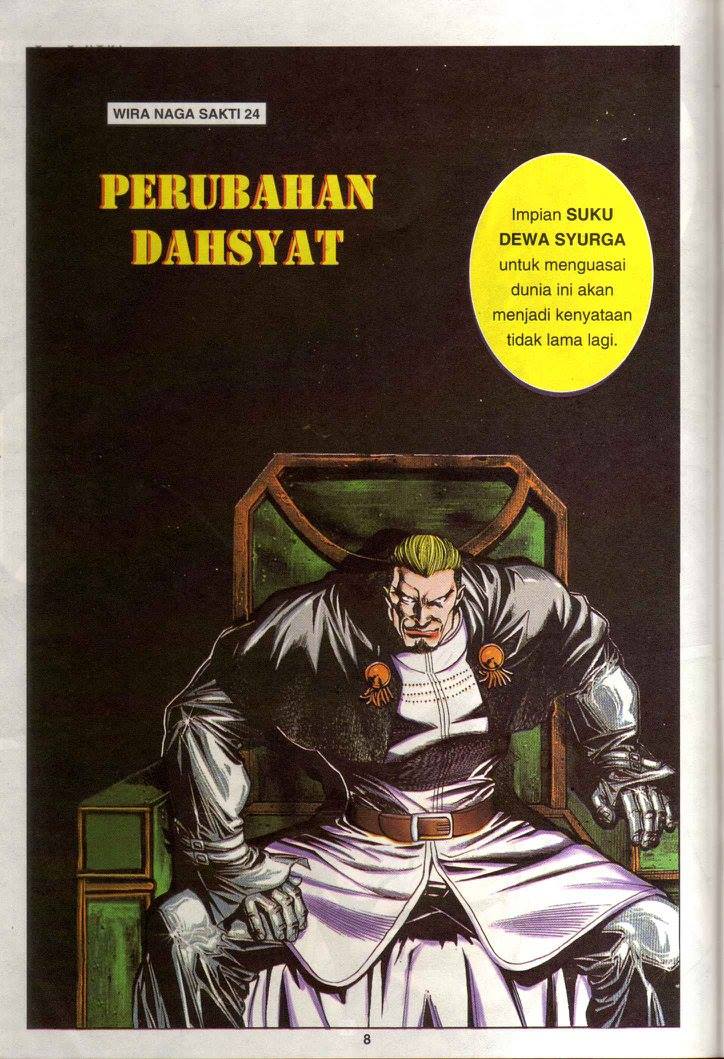 WIRA NAGA SAKTI 24
PERUBAHAN
DAHSYAT
Impian SUKU
DEWA SYURGA
untuk menguasai
dunia ini akan
menjadi kenyataan
tidak lama lagi.
8